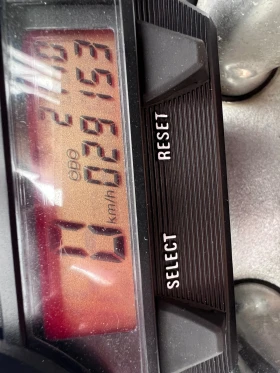 ODO
029153
0 km/h
SELECT RESET